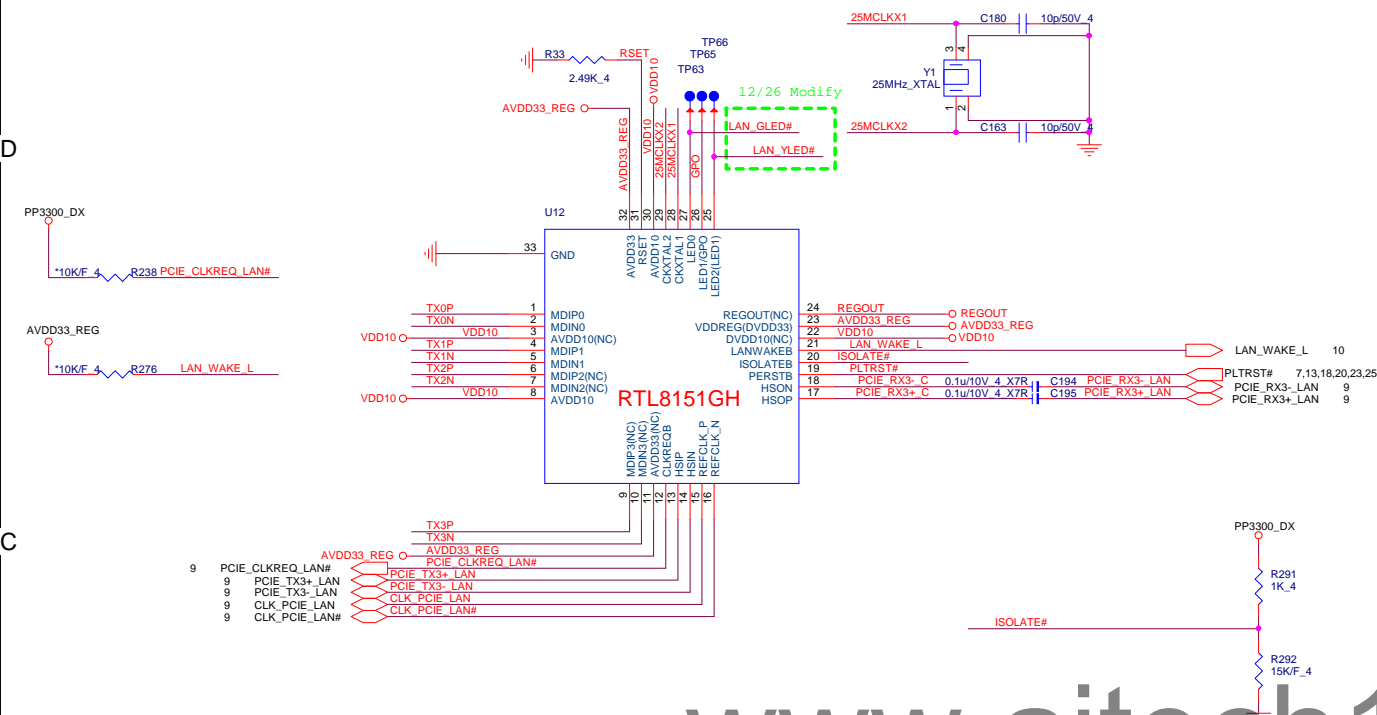 25MCLKX1
C180
10p/50V_4
TP66
TP65
TP63
R33
RSET
2.49K_4
VDD10
3
4
Y1
25MHz_XTAL
1
2
12/26 Modify
AVDD33_REG
LAN_GLED#
LAN_YLED#
25MCLKX2
C163
10p/50V_4
AVDD33_REG
VDD10
25MCLKX2
25MCLKX1
GPO
D
PP3300_DX
*10K/F_4
R238
PCIE_CLKREQ_LAN#
AVDD33_REG
*10K/F_4
R276
LAN_WAKE_L
U12
32
31
30
29
28
27
26
25
33
GND
AVDD33
RSET
AVDD10
CKXTAL2
CKXTAL1
LED0
LED1/GPO
LED2(LED1)
TX0P 1 MDIP0
TX0N 2 MDIN0
VDD10 VDD10 3 AVDD10(NC)
TX1P 4 MDIP1
TX1N 5 MDIN1
TX2P 6 MDIP2(NC)
TX2N 7 MDIN2(NC)
VDD10 VDD10 8 AVDD10
REGOUT(NC) 24 REGOUT REGOUT
VDDREG(DVDD33) 23 AVDD33_REG AVDD33_REG
DVDD10(NC) 22 VDD10 VDD10
LANWAKEB 21 LAN_WAKE_L LAN_WAKE_L 10
ISOLATEB 20 ISOLATE#
PERSTB 19 PLTRST# PLTRST# 7,13,18,20,23,25
HSON 18 PCIE_RX3-_C 0.1u/10V_4_X7R C194 PCIE_RX3-_LAN PCIE_RX3-_LAN 9
HSOP 17 PCIE_RX3+_C 0.1u/10V_4_X7R C195 PCIE_RX3+_LAN PCIE_RX3+_LAN 9
RTL8151GH
MDIP3(NC)
MDIN3(NC)
AVDD33(NC)
CLKREQB
HSIP
HSIN
REFCLK_P
REFCLK_N
9
10
11
12
13
14
15
16
C
TX3P
TX3N
AVDD33_REG AVDD33_REG
9 PCIE_CLKREQ_LAN# PCIE_CLKREQ_LAN#
9 PCIE_TX3+_LAN PCIE_TX3+_LAN
9 PCIE_TX3-_LAN PCIE_TX3-_LAN
9 CLK_PCIE_LAN CLK_PCIE_LAN
9 CLK_PCIE_LAN# CLK_PCIE_LAN#
PP3300_DX
R291
1K_4
ISOLATE#
R292
15K/F_4